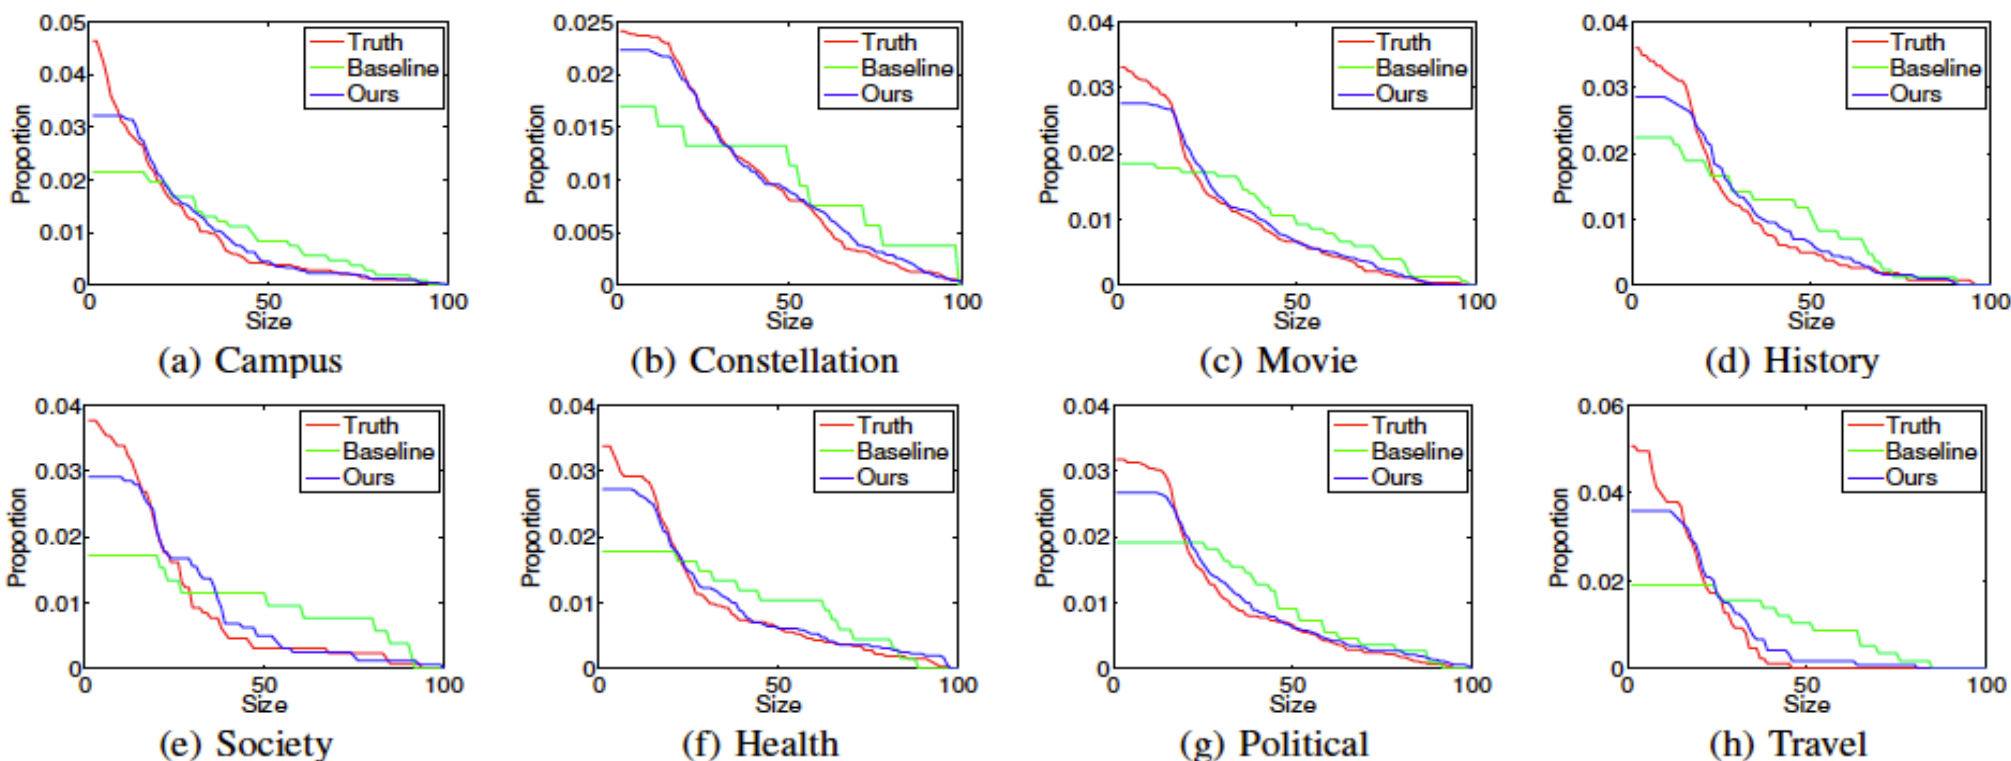 0.05
0.04
0.03
0.02
0.01
0
Proportion
Truth
Baseline
Ours
0 50 100
Size
(a) Campus
0.025
0.02
0.015
0.01
0.005
0
Proportion
Truth
Baseline
Ours
0 50 100
Size
(b) Constellation
0.04
0.03
0.02
0.01
0
Proportion
Truth
Baseline
Ours
0 50 100
Size
(c) Movie
0.04
0.03
0.02
0.01
0
Proportion
Truth
Baseline
Ours
0 50 100
Size
(d) History
0.04
0.03
0.02
0.01
0
Proportion
Truth
Baseline
Ours
0 50 100
Size
(e) Society
0.04
0.03
0.02
0.01
0
Proportion
Truth
Baseline
Ours
0 50 100
Size
(f) Health
0.04
0.03
0.02
0.01
0
Proportion
Truth
Baseline
Ours
0 50 100
Size
(g) Political
0.06
0.04
0.02
0
Proportion
Truth
Baseline
Ours
0 50 100
Size
(h) Travel